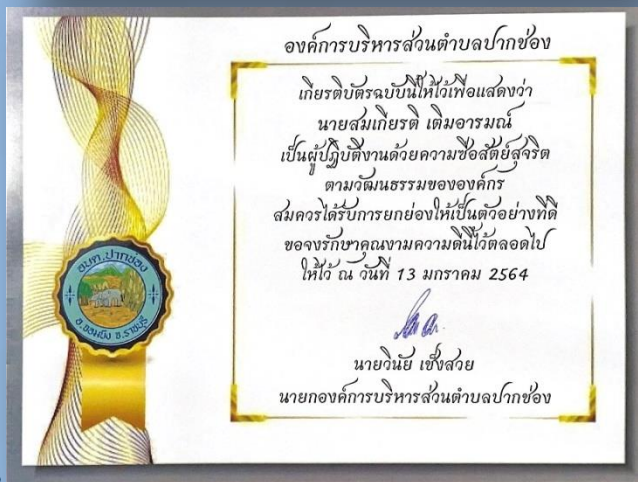 องค์การบริหารส่วนตำบลปากช่อง
เกียรติบัตรฉบับนี้ให้ไว้เพื่อแสดงว่า
นายสมเกียรติ เติมอารมณ์
เป็นผู้ปฏิบัติงานด้วยความซื่อสัตย์สุจริต
ตามวัฒนธรรมขององค์กร
สมควรได้รับการยกย่องให้เป็นตัวอย่างที่ดี
ขอจงรักษาคุณงามความดีนี้ไว้ตลอดไป
ให้ไว้ ณ วันที่ 13 มกราคม 2564
นายวินัย เซ้งสวย
นายกองค์การบริหารส่วนตำบลปากช่อง
อบต.ปากช่อง
อ.จอมบึง จ.ราชบุรี